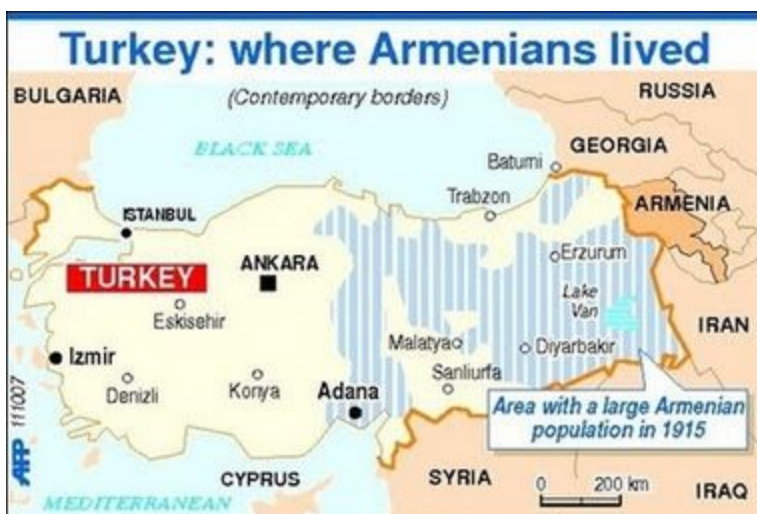 Turkey: where Armenians lived
(Contemporary borders)
BULGARIA
RUSSIA
BLACK SEA
GEORGIA
Batumi
Trabzon
ARMENIA
ISTANBUL
ANKARA
Erzurum
TURKEY
Eskisehir
Lake
Van
IRAN
Malatya
Diyarbakir
Izmir
Sanliurfa
Denizli
Konya
Adana
Area with a large Armenian
population in 1915
AFP 111007
CYPRUS
SYRIA
0 200 km
IRAQ
MEDITERRANEAN